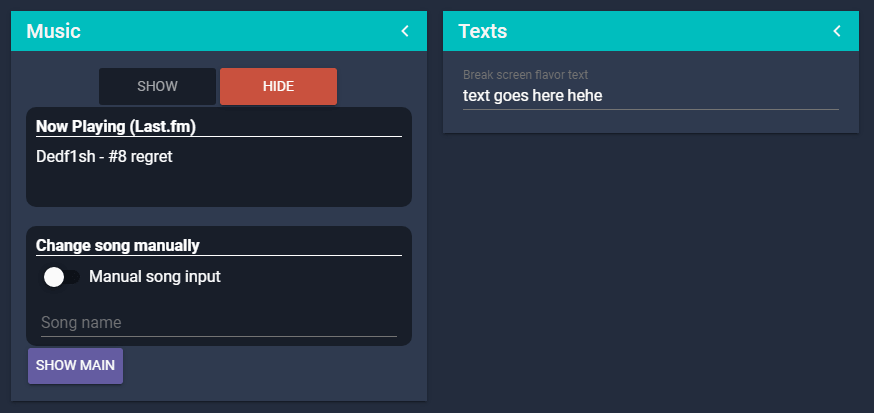 Music
SHOW
HIDE
Now Playing (Last.fm)
Dedf1sh - #8 regret
Change song manually
Manual song input
Song name
SHOW MAIN
Texts
Break screen flavor text
text goes here hehe